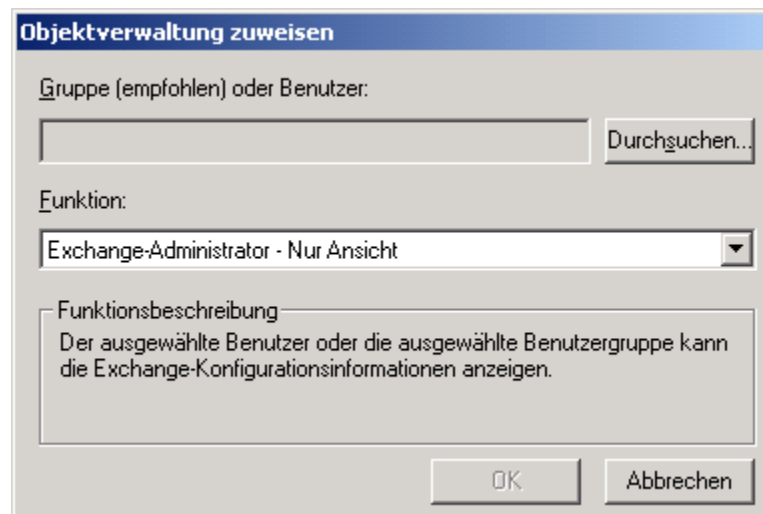 Objektverwaltung zuweisen
Gruppe (empfohlen) oder Benutzer:
Durchsuchen...
Funktion:
Exchange-Administrator - Nur Ansicht
Funktionsbeschreibung
Der ausgewählte Benutzer oder die ausgewählte Benutzergruppe kann
die Exchange-Konfigurationsinformationen anzeigen.
OK Abbrechen